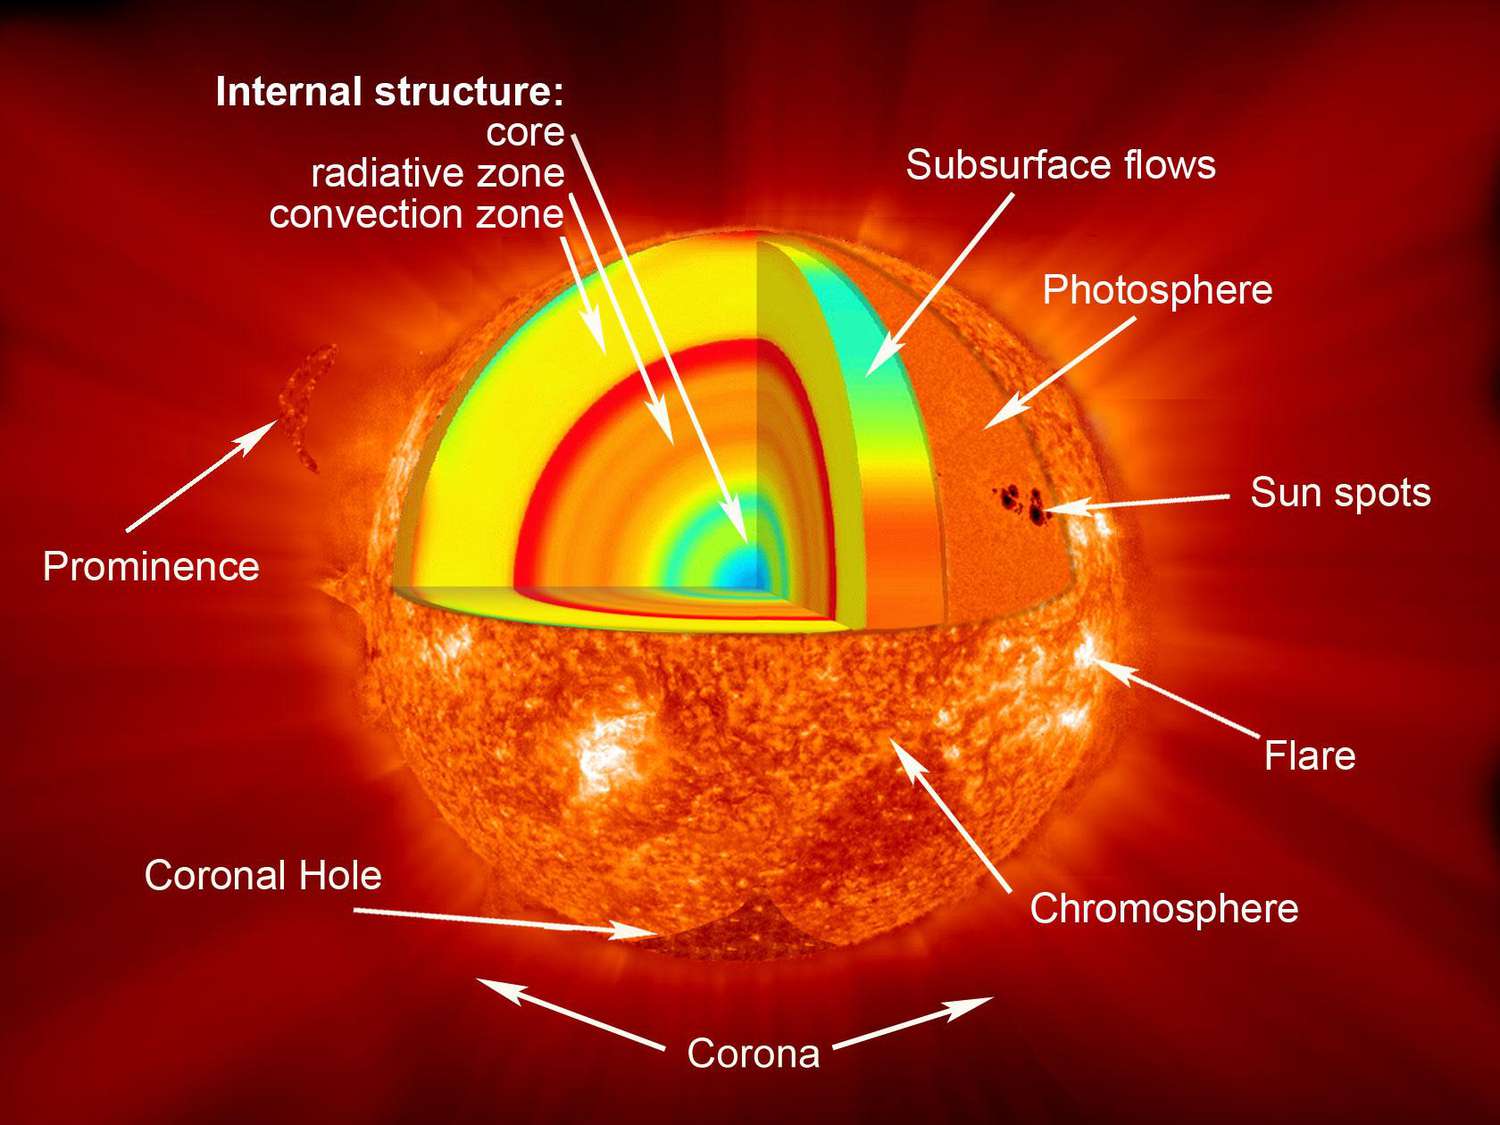 Internal structure:
core
radiative zone
convection zone
Subsurface flows
Photosphere
Sun spots
Prominence
Flare
Coronal Hole
Chromosphere
Corona